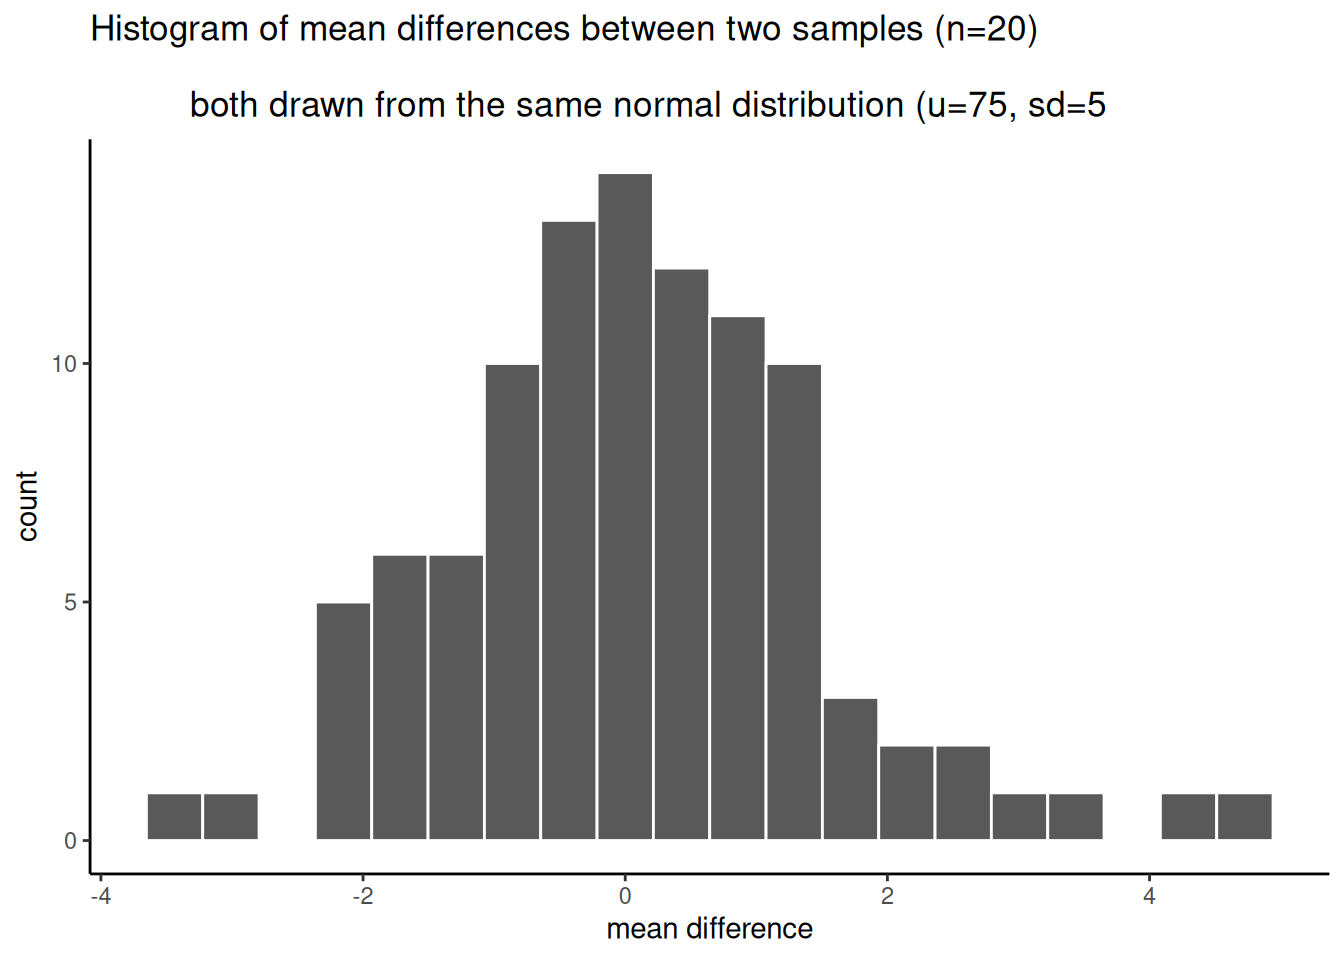 Histogram of mean differences between two samples (n=20)
both drawn from the same normal distribution (u=75, sd=5
10
5
0
count
-4
-2
0
2
4
mean difference